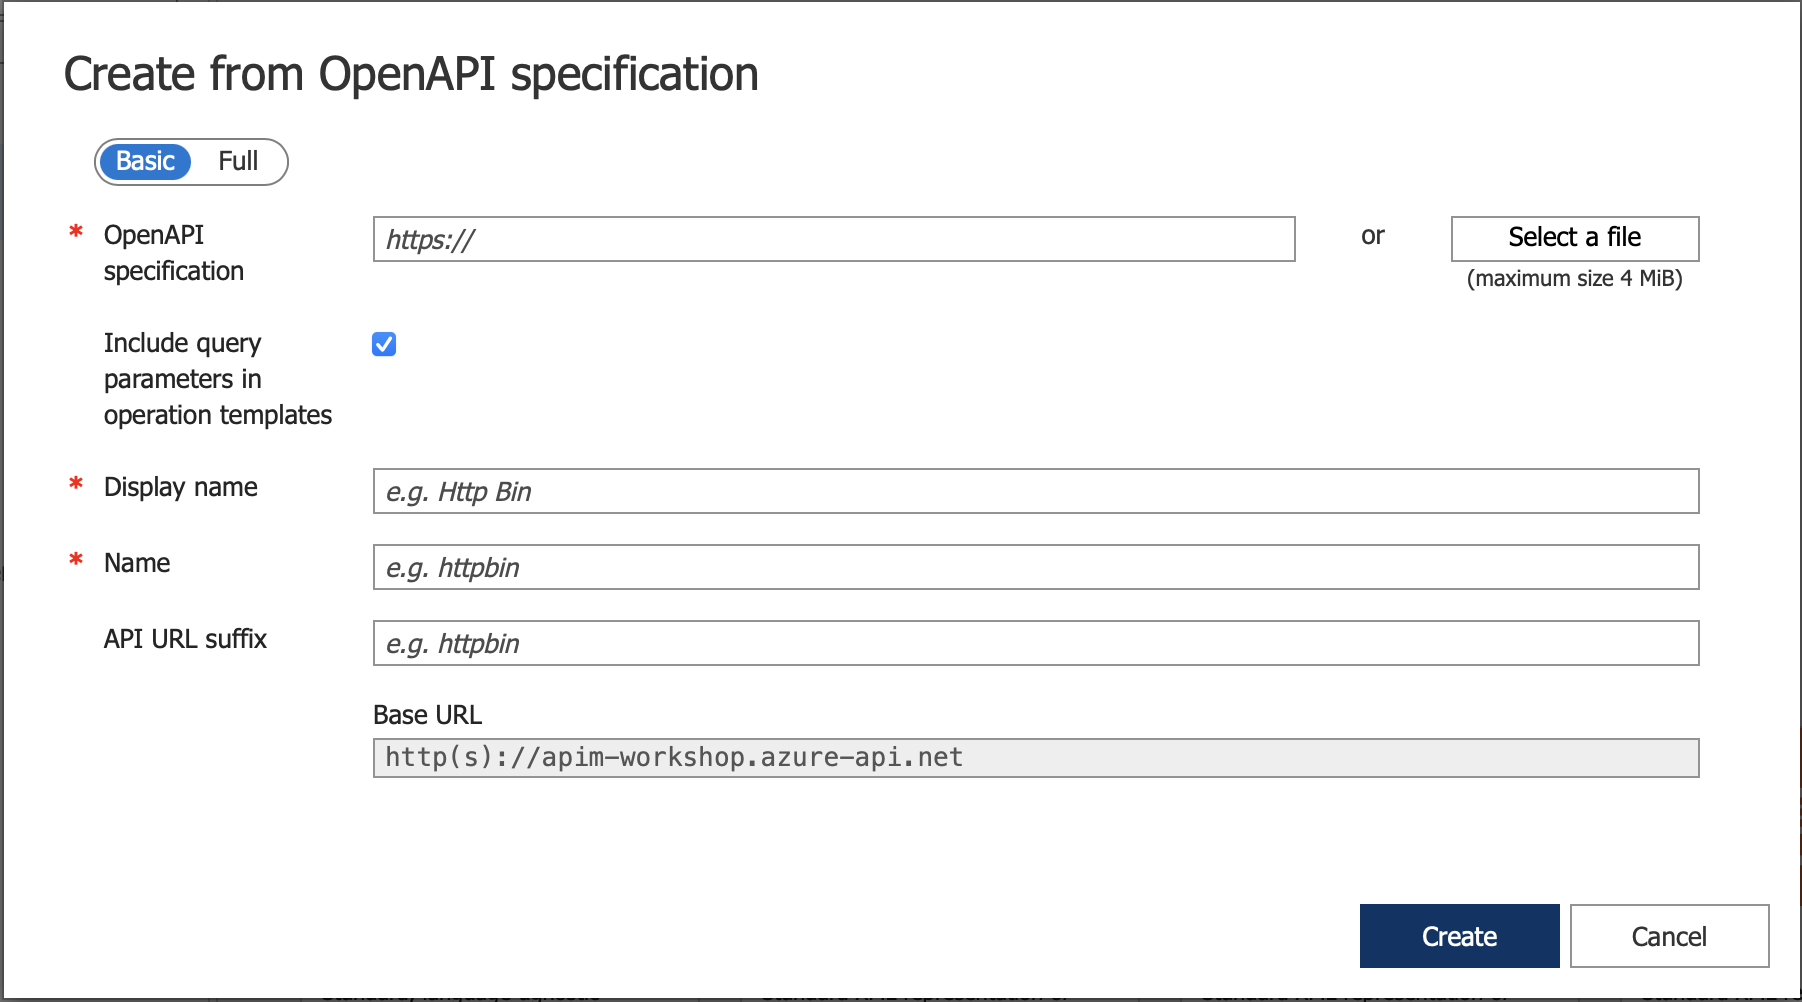 Create from OpenAPI specification
Basic Full
* OpenAPI specification
https://
or
Select a file
(maximum size 4 MiB)
Include query
parameters in
operation templates
* Display name
e.g. Http Bin
* Name
e.g. httpbin
API URL suffix
e.g. httpbin
Base URL
http(s)://apim-workshop.azure-api.net
Create
Cancel